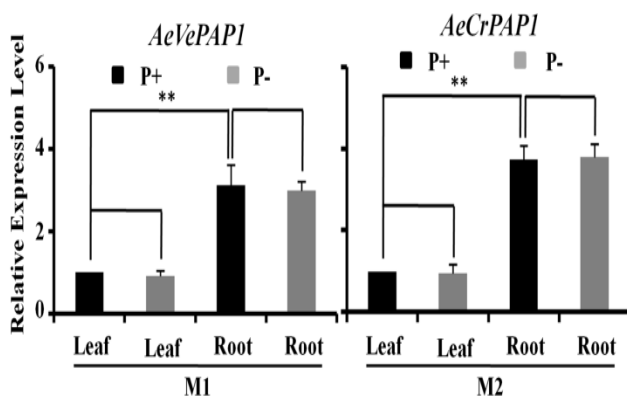 AeVePAP1 AeCrPAP1
Relative Expression Level
P+ P- P+ P-
** **
6
4
2
0
Leaf Leaf Root Root Leaf Leaf Root Root
M1 M2